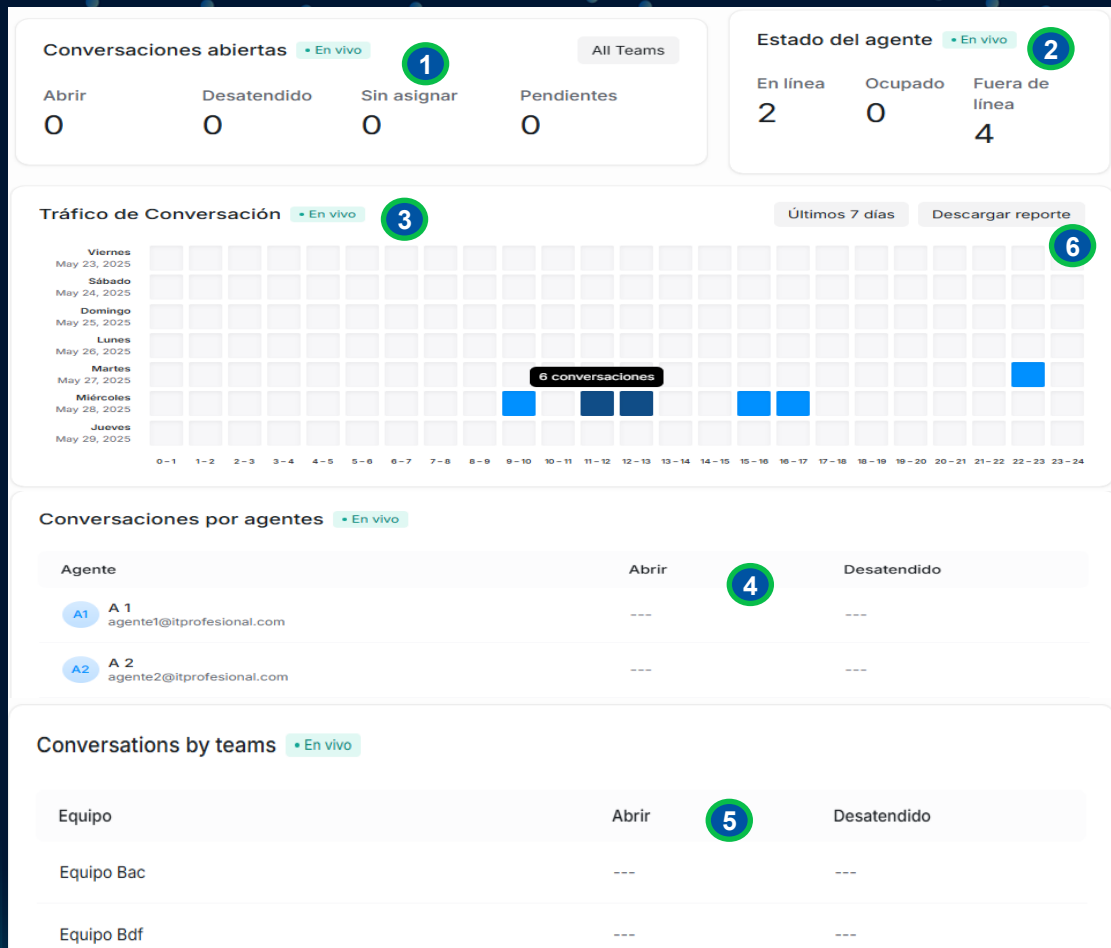 Conversaciones abiertas • En vivo
1
All Teams
Abrir Desatendido Sin asignar Pendientes
0 0 0 0
Estado del agente • En vivo
2
En línea Ocupado Fuera de
línea
2 0 4
Tráfico de Conversación • En vivo
3
Últimos 7 días Descargar reporte
6
Viernes
May 23, 2025
Sábado
May 24, 2025
Domingo
May 25, 2025
Lunes
May 26, 2025
Martes
May 27, 2025
6 conversaciones
Miércoles
May 28, 2025
Jueves
May 29, 2025
0 – 1 1 – 2 2 – 3 3 – 4 4 – 5 5 – 6 6 – 7 7 – 8 8 – 9 9 – 10 10 – 11 11 – 12 12 – 13 13 – 14 14 – 15 15 – 16 16 – 17 17 – 18 18 – 19 19 – 20 20 – 21 21 – 22 22 – 23 23 – 24
Conversaciones por agentes • En vivo
Agente Abrir 4 Desatendido
A1 A 1 --- ---
agente1@itprofesional.com
A2 A 2 --- ---
agente2@itprofesional.com
Conversations by teams • En vivo
Equipo Abrir 5 Desatendido
Equipo Bac --- ---
Equipo Bdf --- ---